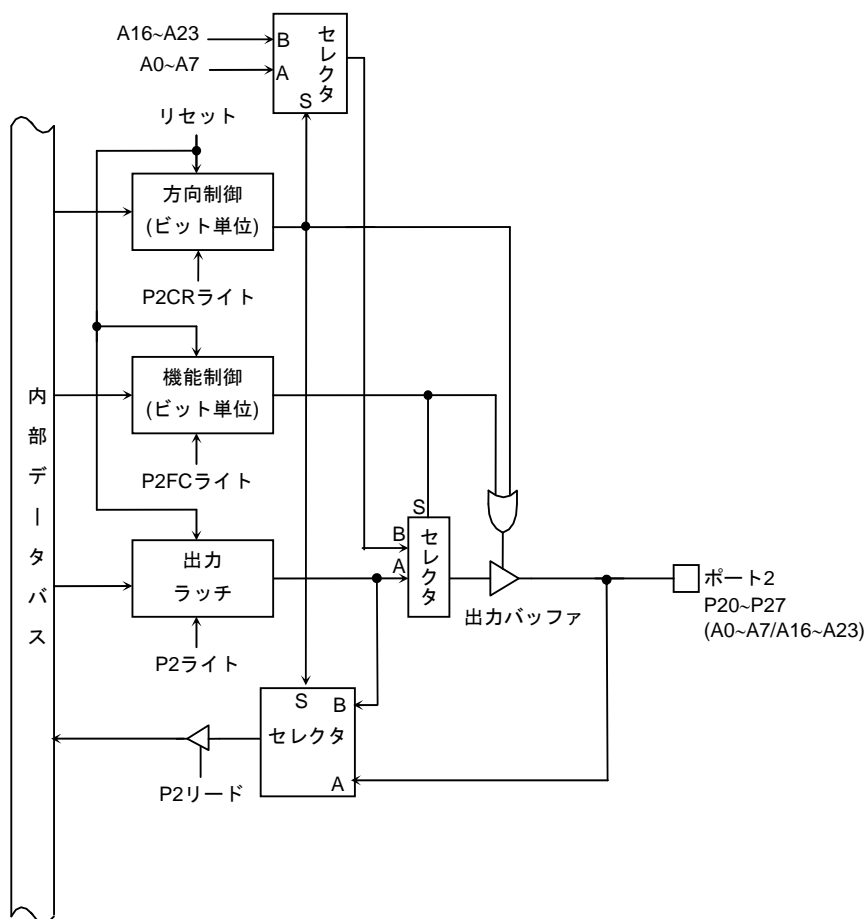 A16~A23
A0~A7
B
A
S
セレクタ
リセット
方向制御
(ビット単位)
P2CRライト
機能制御
(ビット単位)
P2FCライト
内部データバス
S
B
A
セレクタ
出力
ラッチ
P2ライト
出力バッファ
ポート2
P20~P27
(A0~A7/A16~A23)
S
B
セレクタ
A
P2リード